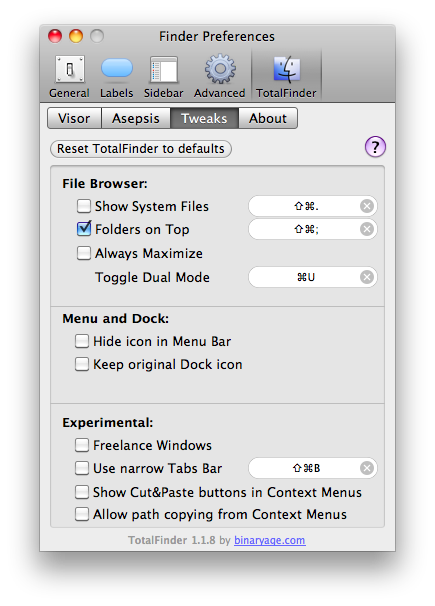 Finder Preferences
General Labels Sidebar Advanced TotalFinder
Visor Asepsis Tweaks About
Reset TotalFinder to defaults ?
File Browser:
Show System Files ⇧⌘.
Folders on Top ⇧⌘;
Always Maximize
Toggle Dual Mode ⌘U
Menu and Dock:
Hide icon in Menu Bar
Keep original Dock icon
Experimental:
Freelance Windows
Use narrow Tabs Bar ⇧⌘B
Show Cut&Paste buttons in Context Menus
Allow path copying from Context Menus
TotalFinder 1.1.8 by binaryage.com